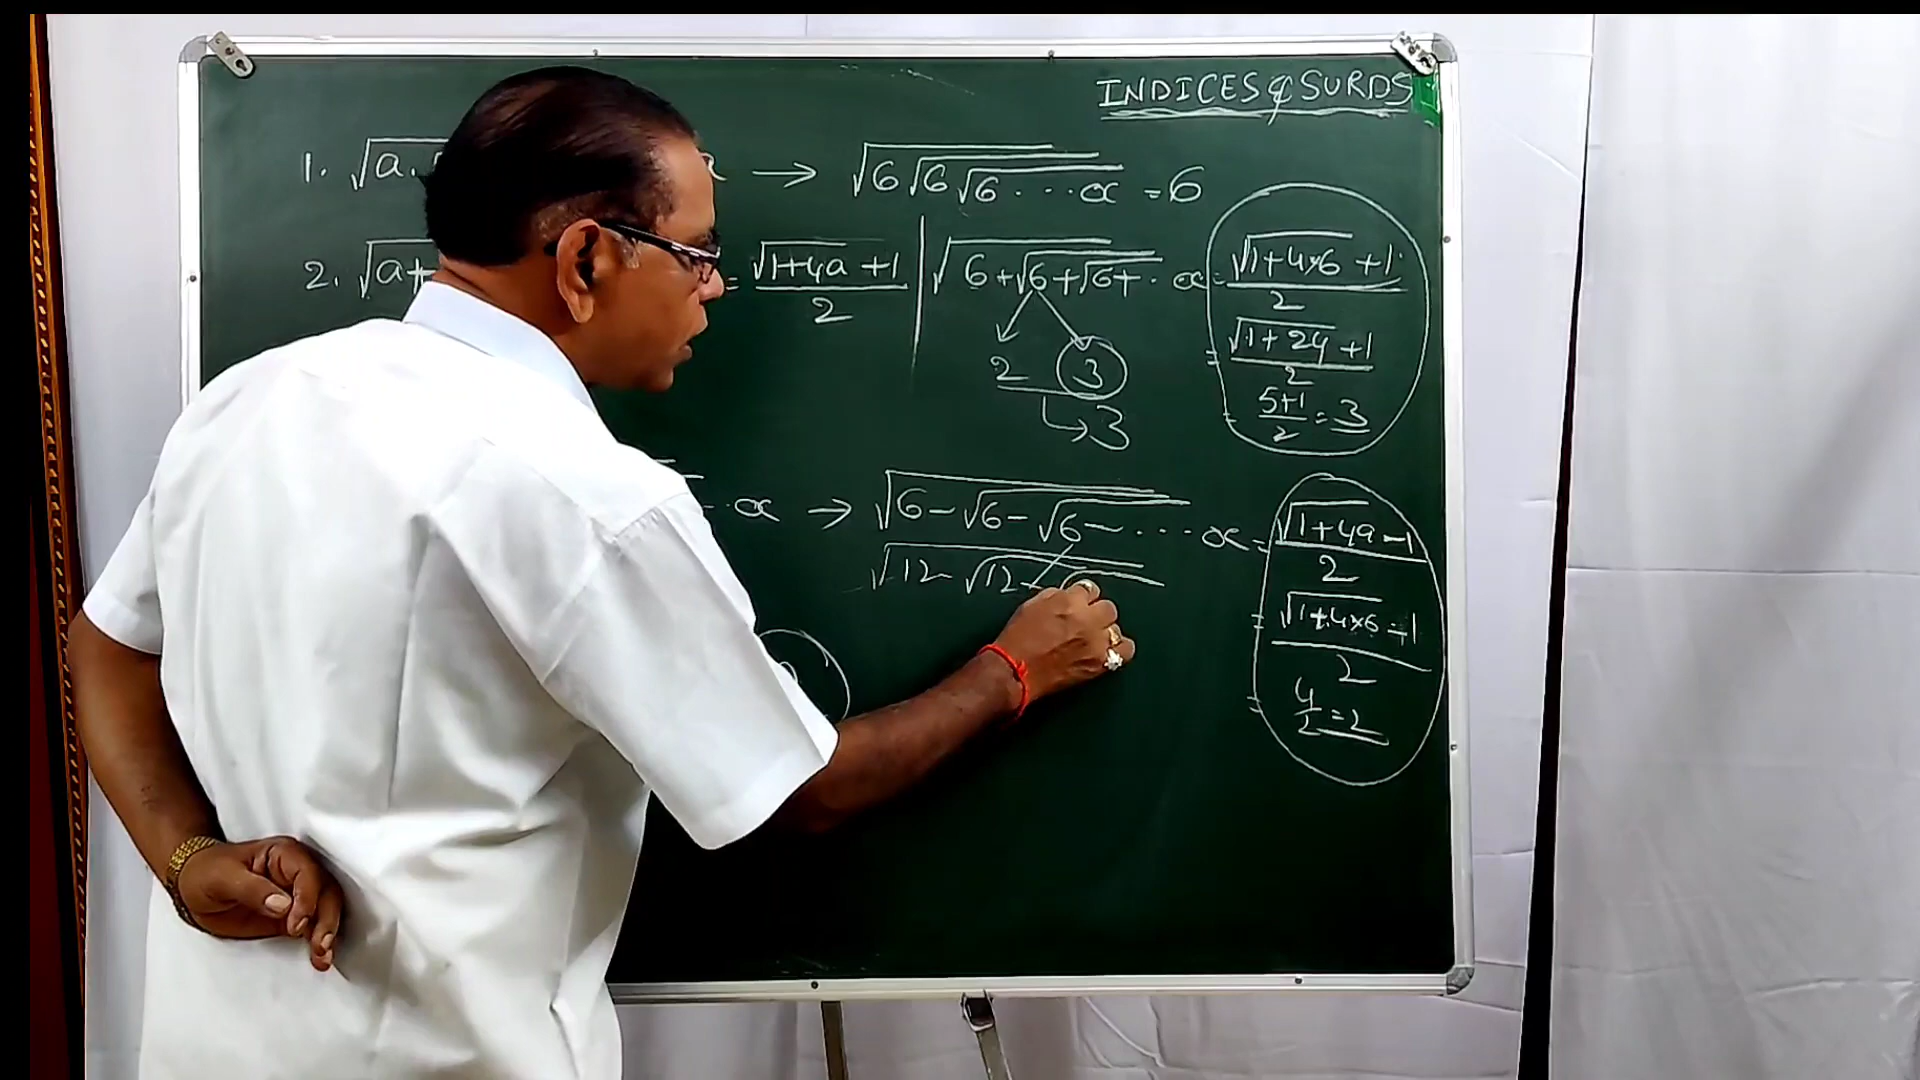 INDICES & SURDS
1. √a. → √6√6√6...∝ = 6
2. √a+ = √1+4a +1 / 2 | √6+√6+√6+.∝ = √1+4×6 +1 / 2
2 3
→ 3
= √1+24 +1 / 2
= 5+1 / 2 = 3
..∝ → √6-√6-√6-...∝ = √1+4a -1 / 2
√12-√12-√
= √1+4×6 -1 / 2
= 4/2 = 2